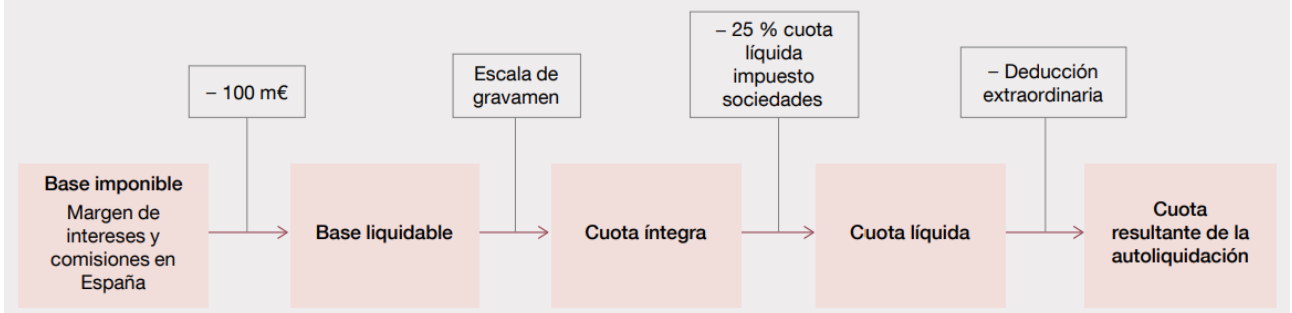 – 100 m€
Escala de
gravamen
– 25 % cuota
líquida
impuesto
sociedades
– Deducción
extraordinaria
Base imponible
Margen de
intereses y
comisiones en
España
Base liquidable
Cuota íntegra
Cuota líquida
Cuota
resultante de la
autoliquidación